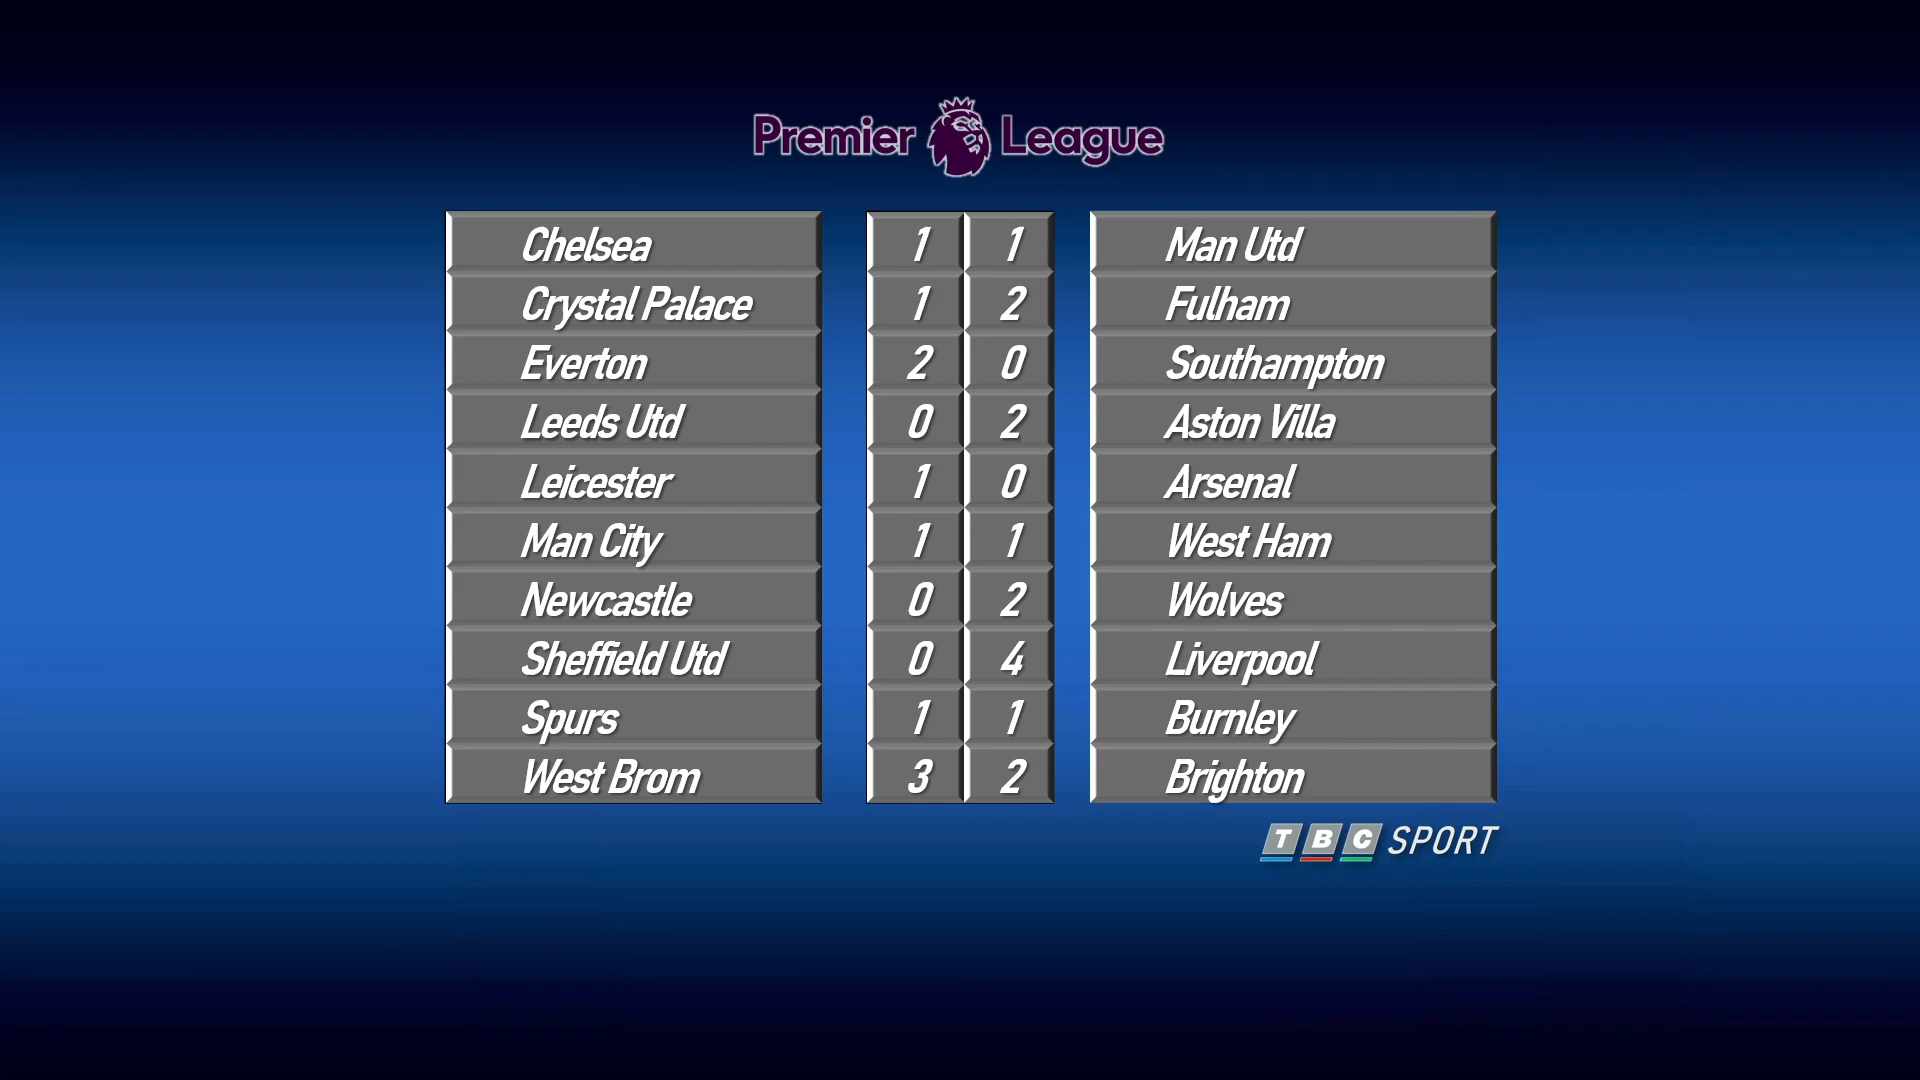 Premier League
Chelsea 1 1 Man Utd
Crystal Palace 1 2 Fulham
Everton 2 0 Southampton
Leeds Utd 0 2 Aston Villa
Leicester 1 0 Arsenal
Man City 1 1 West Ham
Newcastle 0 2 Wolves
Sheffield Utd 0 4 Liverpool
Spurs 1 1 Burnley
West Brom 3 2 Brighton
TBC SPORT